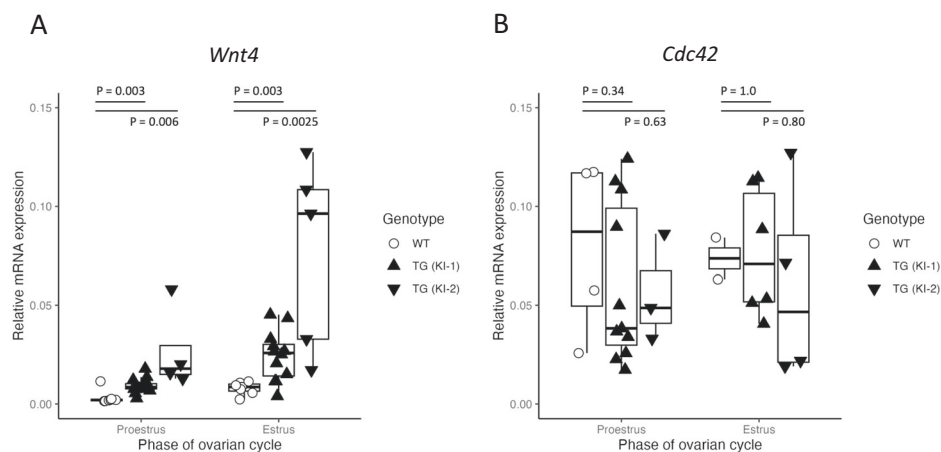 A
Wnt4
P = 0.003
P = 0.006
P = 0.003
P = 0.0025
0.15
0.10
0.05
0.00
Relative mRNA expression
Proestrus
Estrus
Phase of ovarian cycle
Genotype
WT
TG (KI-1)
TG (KI-2)
B
Cdc42
P = 0.34
P = 0.63
P = 1.0
P = 0.80
0.15
0.10
0.05
0.00
Relative mRNA expression
Proestrus
Estrus
Phase of ovarian cycle
Genotype
WT
TG (KI-1)
TG (KI-2)